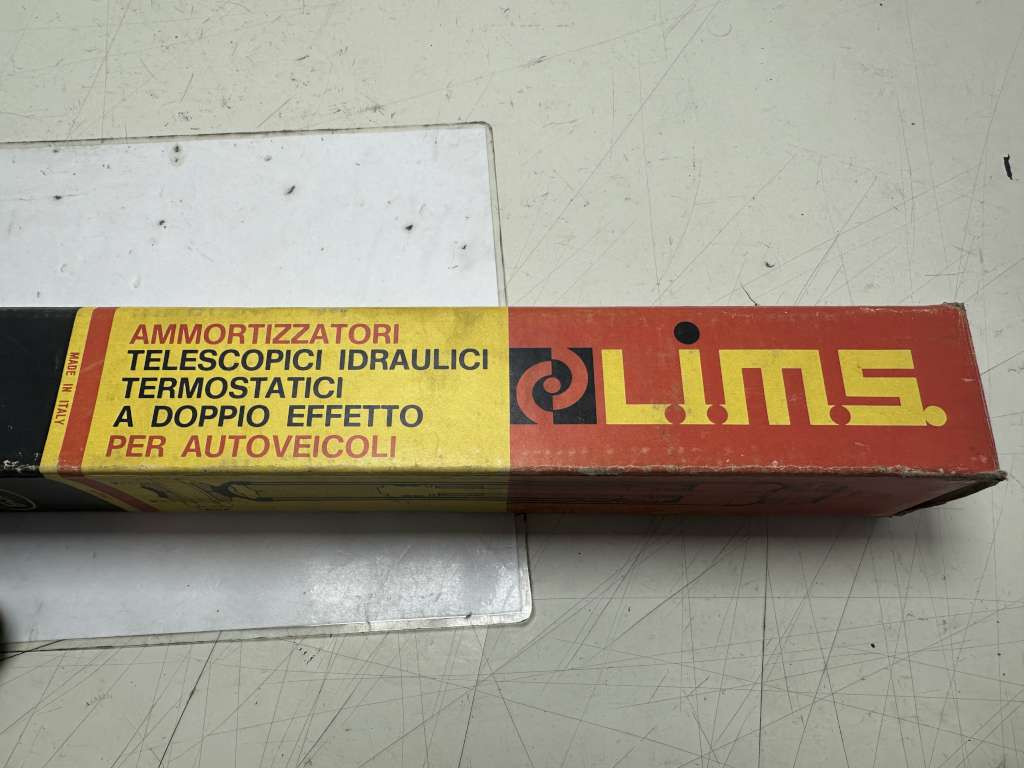 MADE IN ITALY
AMMORTIZZATORI
TELESCOPICI IDRAULICI
TERMOSTATICI
A DOPPIO EFFETTO
PER AUTOVEICOLI
L.i.m.s.